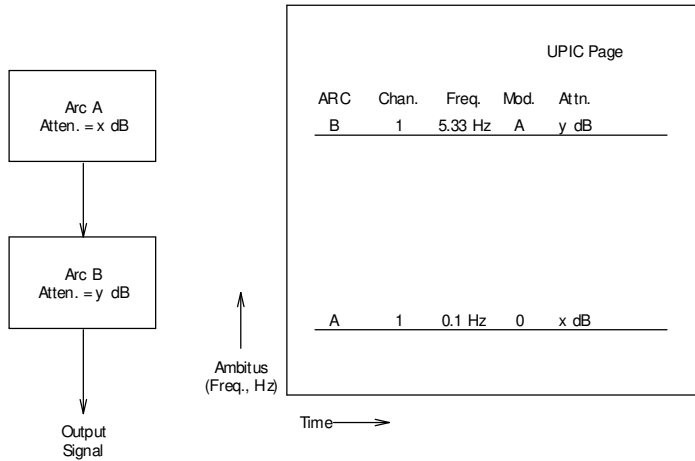 Arc A
Atten. = x dB
Arc B
Atten. = y dB
Output
Signal
UPIC Page
ARC Chan. Freq. Mod. Attn.
B 1 5.33 Hz A y dB
A 1 0.1 Hz 0 x dB
Ambitus
(Freq., Hz)
Time